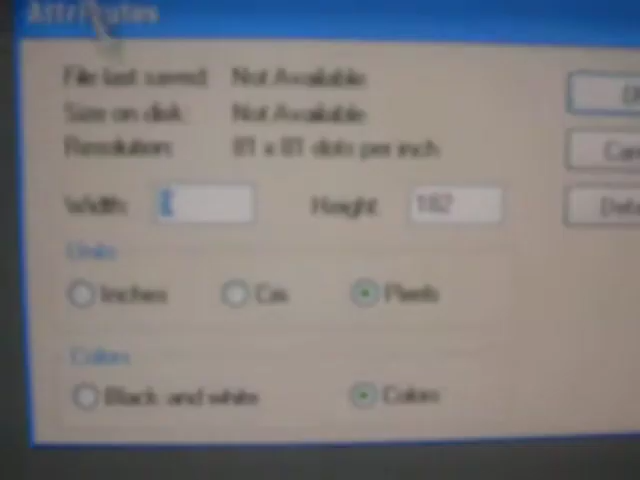 Attributes
File last saved: Not Available
Size on disk: Not Available
Resolution: 81 x 81 dots per inch
Width: Height: 182
Units
Inches Cm Pixels
Colors
Black and white Colors